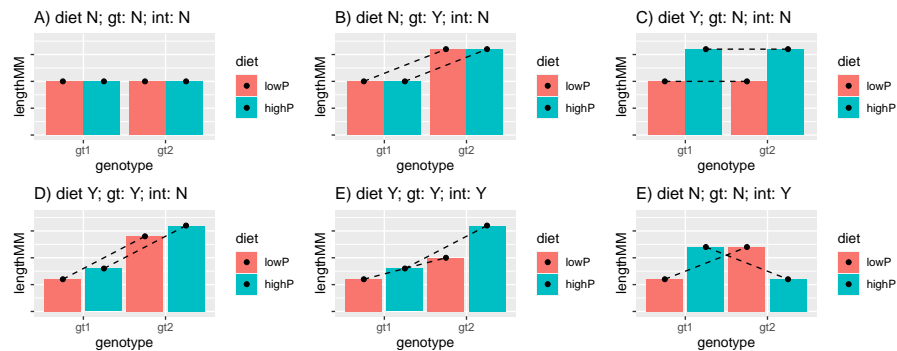 A) diet N; gt: N; int: N
lengthMM
gt1 gt2
genotype
diet
lowP
highP
B) diet N; gt: Y; int: N
lengthMM
gt1 gt2
genotype
diet
lowP
highP
C) diet Y; gt: N; int: N
lengthMM
gt1 gt2
genotype
diet
lowP
highP
D) diet Y; gt: Y; int: N
lengthMM
gt1 gt2
genotype
diet
lowP
highP
E) diet Y; gt: Y; int: Y
lengthMM
gt1 gt2
genotype
diet
lowP
highP
E) diet N; gt: N; int: Y
lengthMM
gt1 gt2
genotype
diet
lowP
highP